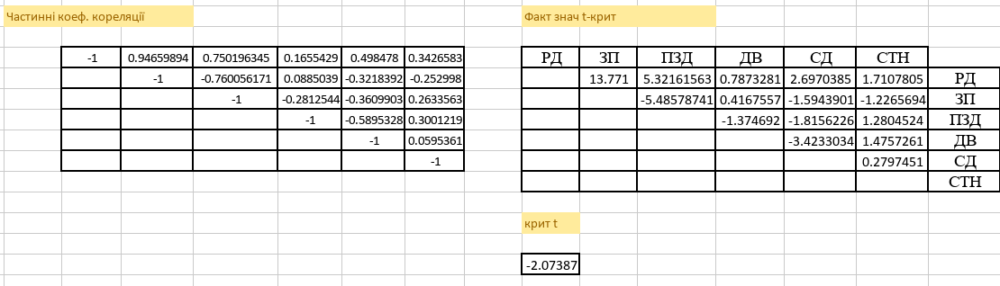 Частинні коеф. кореляції Факт знач t-крит
-1 0.94659894 0.750196345 0.1655429 0.498478 0.3426583 РД ЗП ПЗД ДВ СД СТН
-1 -0.760056171 0.0885039 -0.3218392 -0.252998 13.771 5.32161563 0.7873281 2.6970385 1.7107805 РД
-1 -0.2812544 -0.3609903 0.2633563 -5.48578741 0.4167557 -1.5943901 -1.2265694 ЗП
-1 -0.5895328 0.3001219 -1.374692 -1.8156226 1.2804524 ПЗД
-1 0.0595361 -3.4233034 1.4757261 ДВ
-1 0.2797451 СД
СТН
крит t
-2.07387